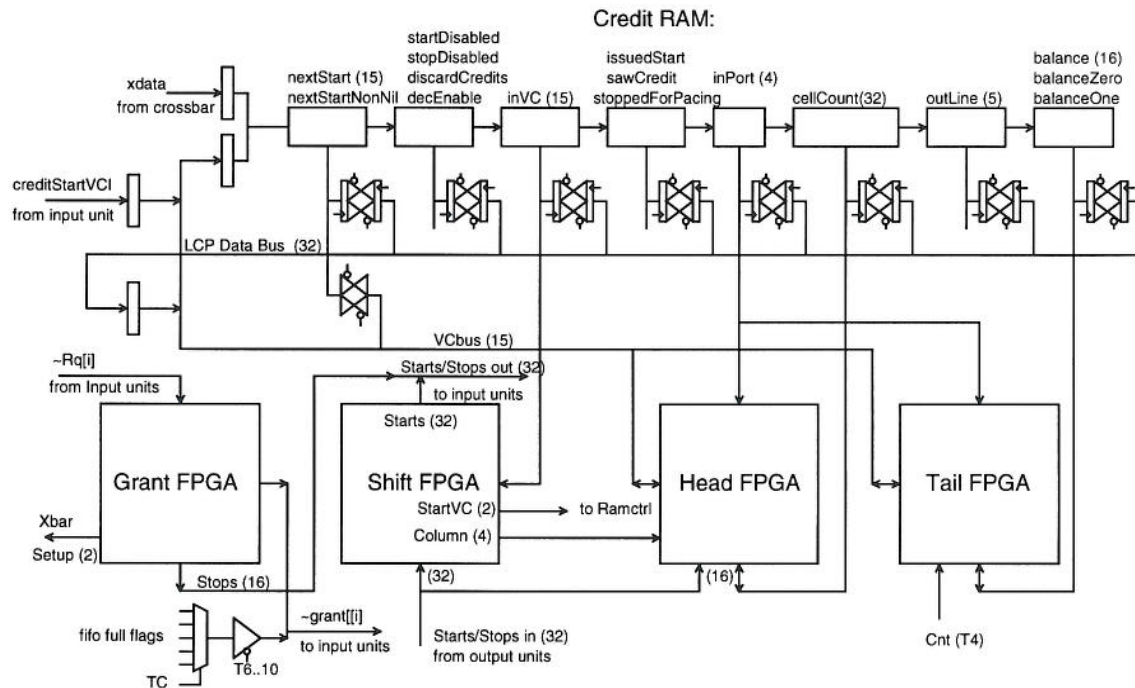 Credit RAM:
startDisabled
stopDisabled
discardCredits
decEnable
issuedStart
sawCredit
stoppedForPacing
balance (16)
balanceZero
balanceOne
xdata
from crossbar
nextStart (15)
nextStartNonNil
inVC (15)
inPort (4)
cellCount(32)
outLine (5)
creditStartVCI
from input unit
LCP Data Bus (32)
VCbus (15)
~Rq[i]
from Input units
Starts/Stops out (32)
to input units
Starts (32)
Grant FPGA
Shift FPGA
Head FPGA
Tail FPGA
StartVC (2)
to Ramctrl
Column (4)
Xbar
Setup (2)
Stops (16)
(32)
(16)
fifo full flags
~grant[[i]
to input units
T6..10
TC
Starts/Stops in (32)
from output units
Cnt (T4)